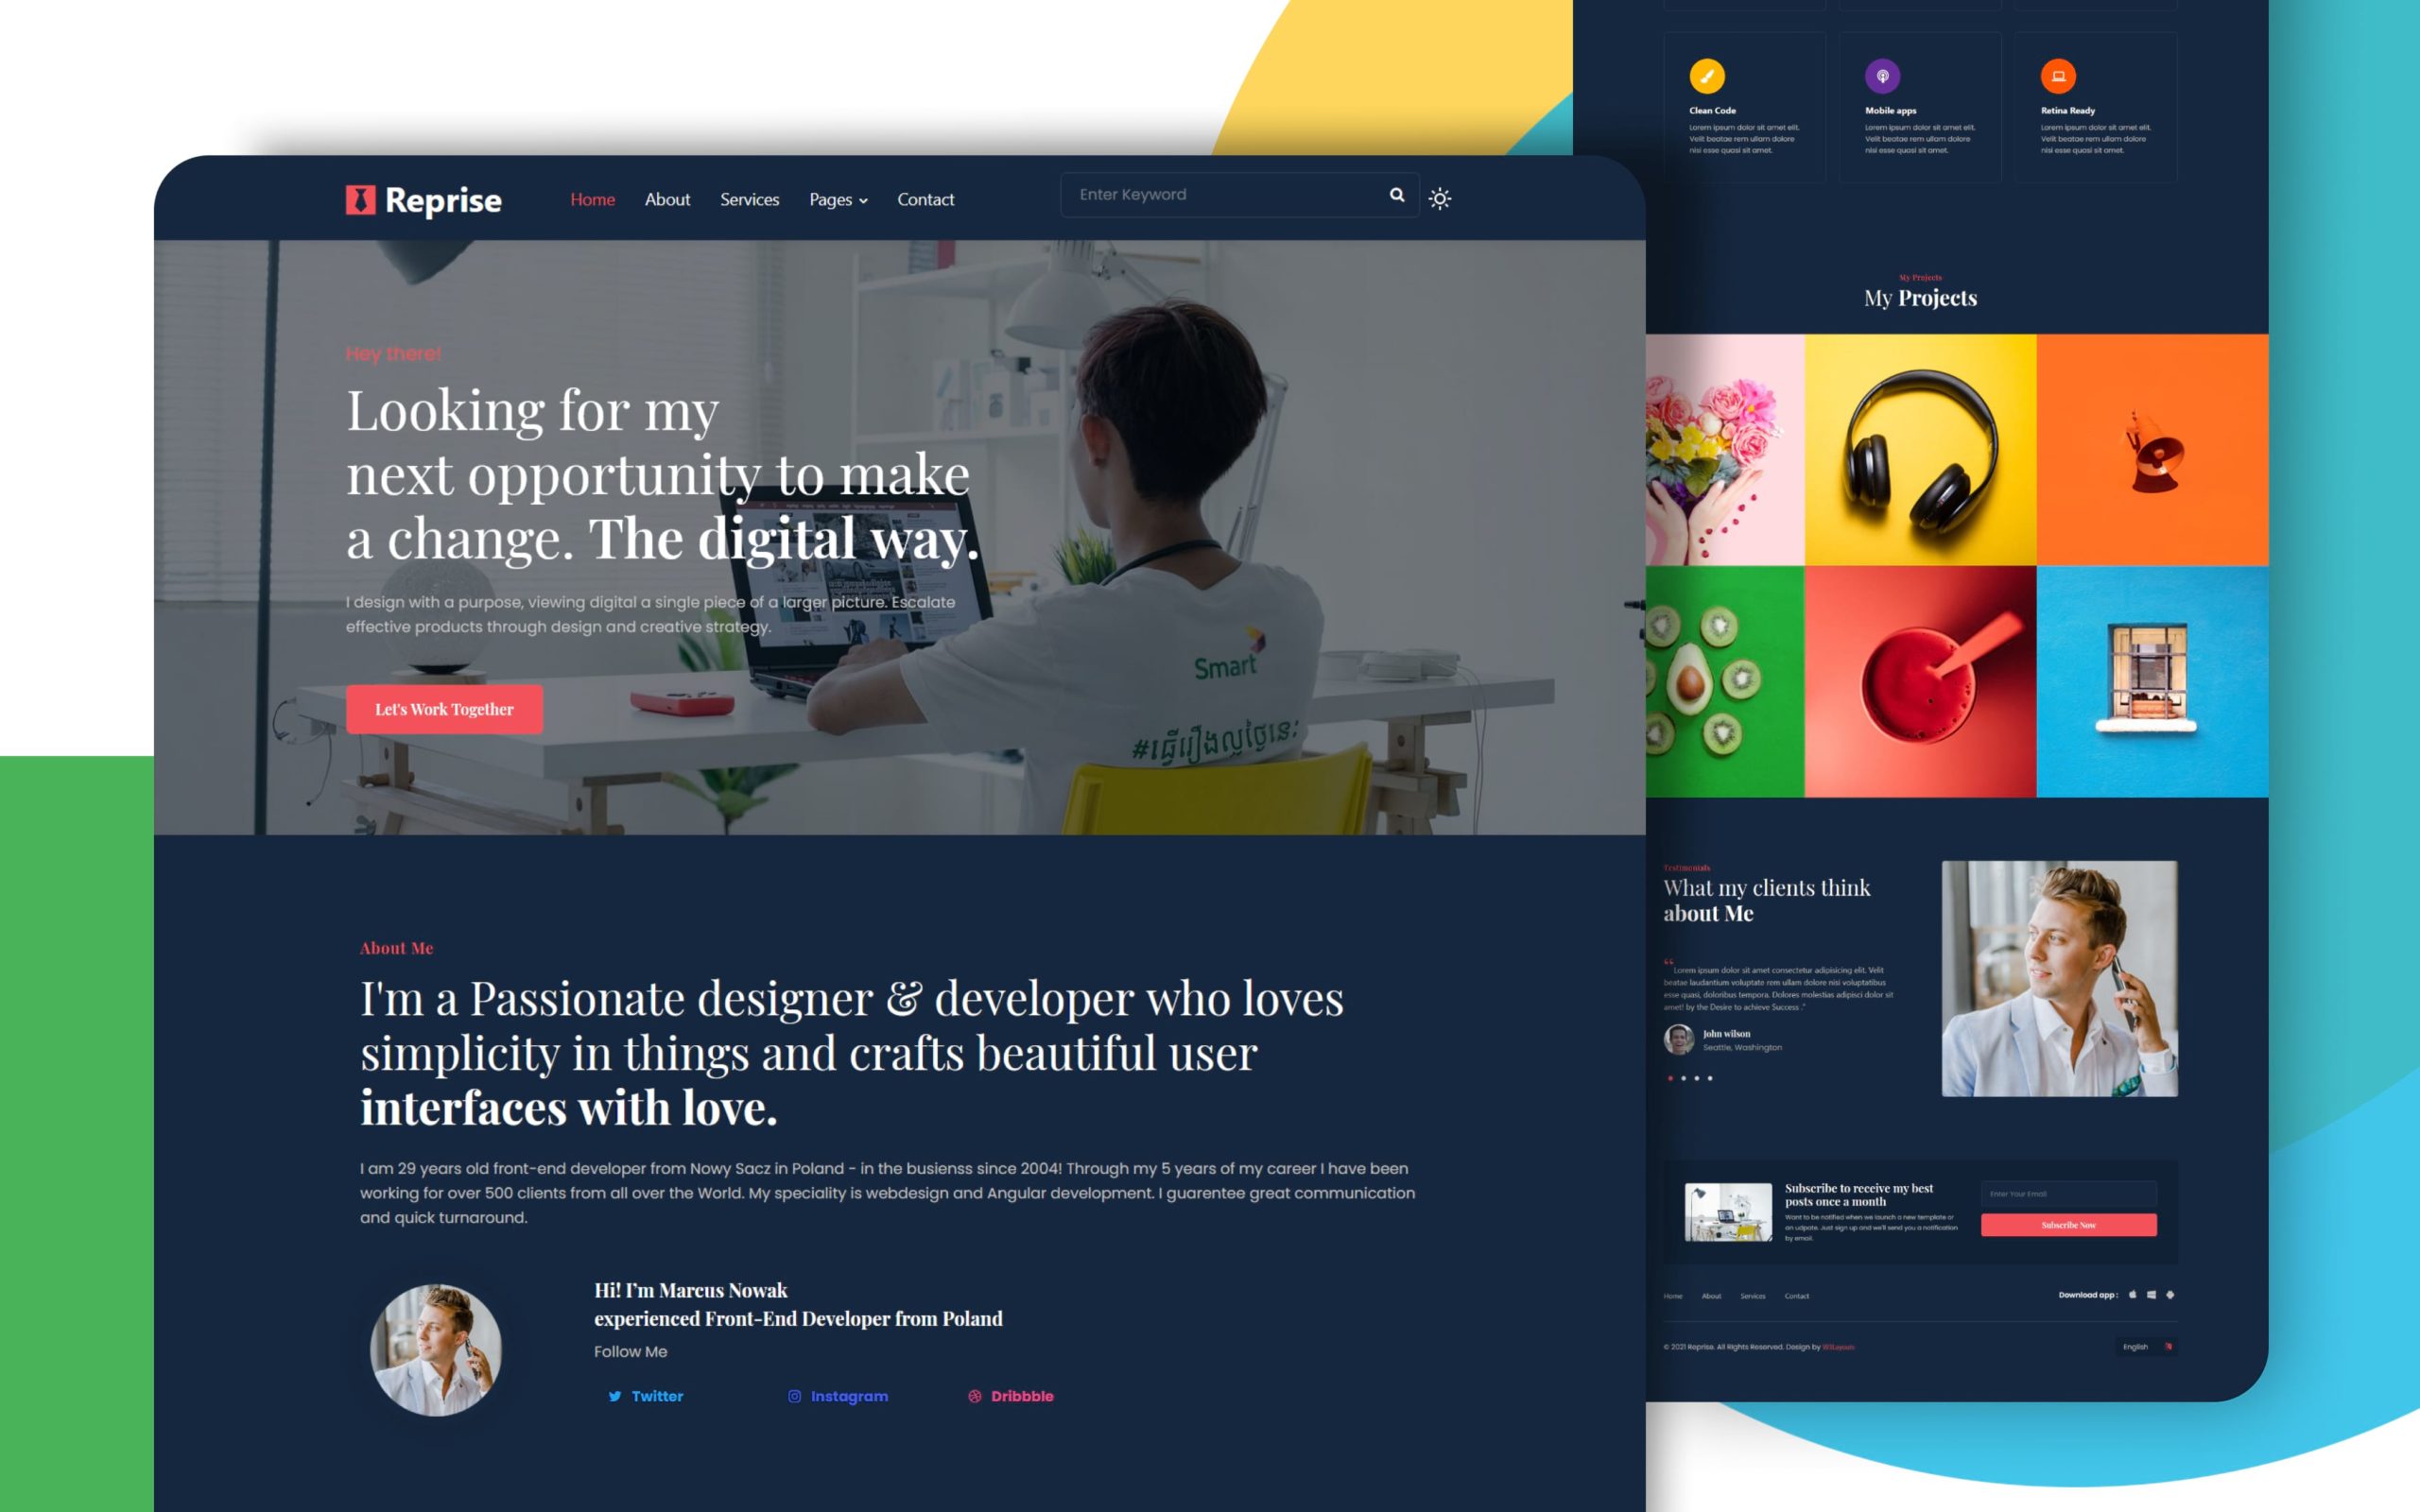 Reprise
Home About Services Pages Contact
Enter Keyword
Hey there!
Looking for my
next opportunity to make
a change. The digital way.
I design with a purpose, viewing digital a single piece of a larger picture. Escalate
effective products through design and creative strategy.
Let's Work Together
Smart
#ធ្វើរឿងល្អថ្ងៃនេះ
About Me
I'm a Passionate designer & developer who loves
simplicity in things and crafts beautiful user
interfaces with love.
I am 29 years old front-end developer from Nowy Sacz in Poland - in the busienss since 2004! Through my 5 years of my career I have been
working for over 500 clients from all over the World. My speciality is webdesign and Angular development. I guarentee great communication
and quick turnaround.
Hi! I'm Marcus Nowak
experienced Front-End Developer from Poland
Follow Me
Twitter Instagram Dribbble
Clean Code
Lorem ipsum dolor sit amet elit.
Velit beatae rem ullam dolore
nisi esse quasi sit amet.
Mobile apps
Lorem ipsum dolor sit amet elit.
Velit beatae rem ullam dolore
nisi esse quasi sit amet.
Retina Ready
Lorem ipsum dolor sit amet elit.
Velit beatae rem ullam dolore
nisi esse quasi sit amet.
My Projects
My Projects
Testimonials
What my clients think
about Me
“ Lorem ipsum dolor sit amet consectetur adipisicing elit. Velit
beatae laudantium voluptate rem ullam dolore nisi voluptatibus
esse quasi, doloribus tempora. Dolores molestias adipisci dolor sit
amet! by the Desire to achieve Success ."
John wilson
Seattle, Washington
Subscribe to receive my best
posts once a month
Want to be notified when we launch a new template or
an udpate. Just sign up and we'll send you a notification
by email.
Enter Your Email
Subscribe Now
Home About Services Contact
Download app :
© 2021 Reprise. All Rights Reserved. Design by W3Layouts
English